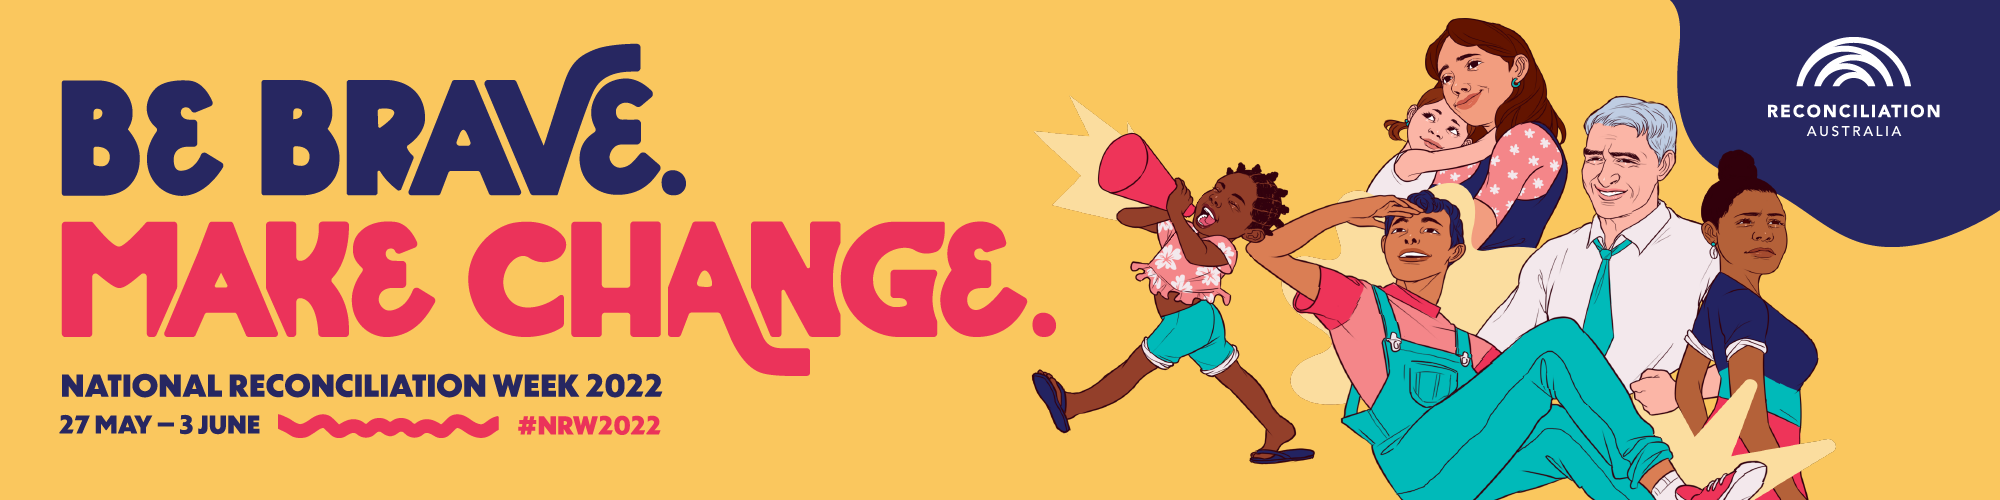 BE BRAVE.
MAKE CHANGE.
NATIONAL RECONCILIATION WEEK 2022
27 MAY – 3 JUNE #NRW2022
RECONCILIATION
AUSTRALIA